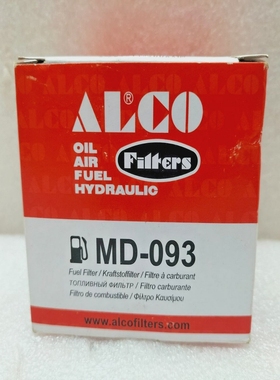 ALCO®
OIL
AIR
FUEL
HYDRAULIC
Filters
MD-093
Fuel Filter / Kraftstoffilter / Filtre à carburant
ТОПЛИВНЫЙ ФИЛЬТР / Filtro carburante
Filtro de combustible / Φίλτρο Καυσίμου
www.alcofilters.com